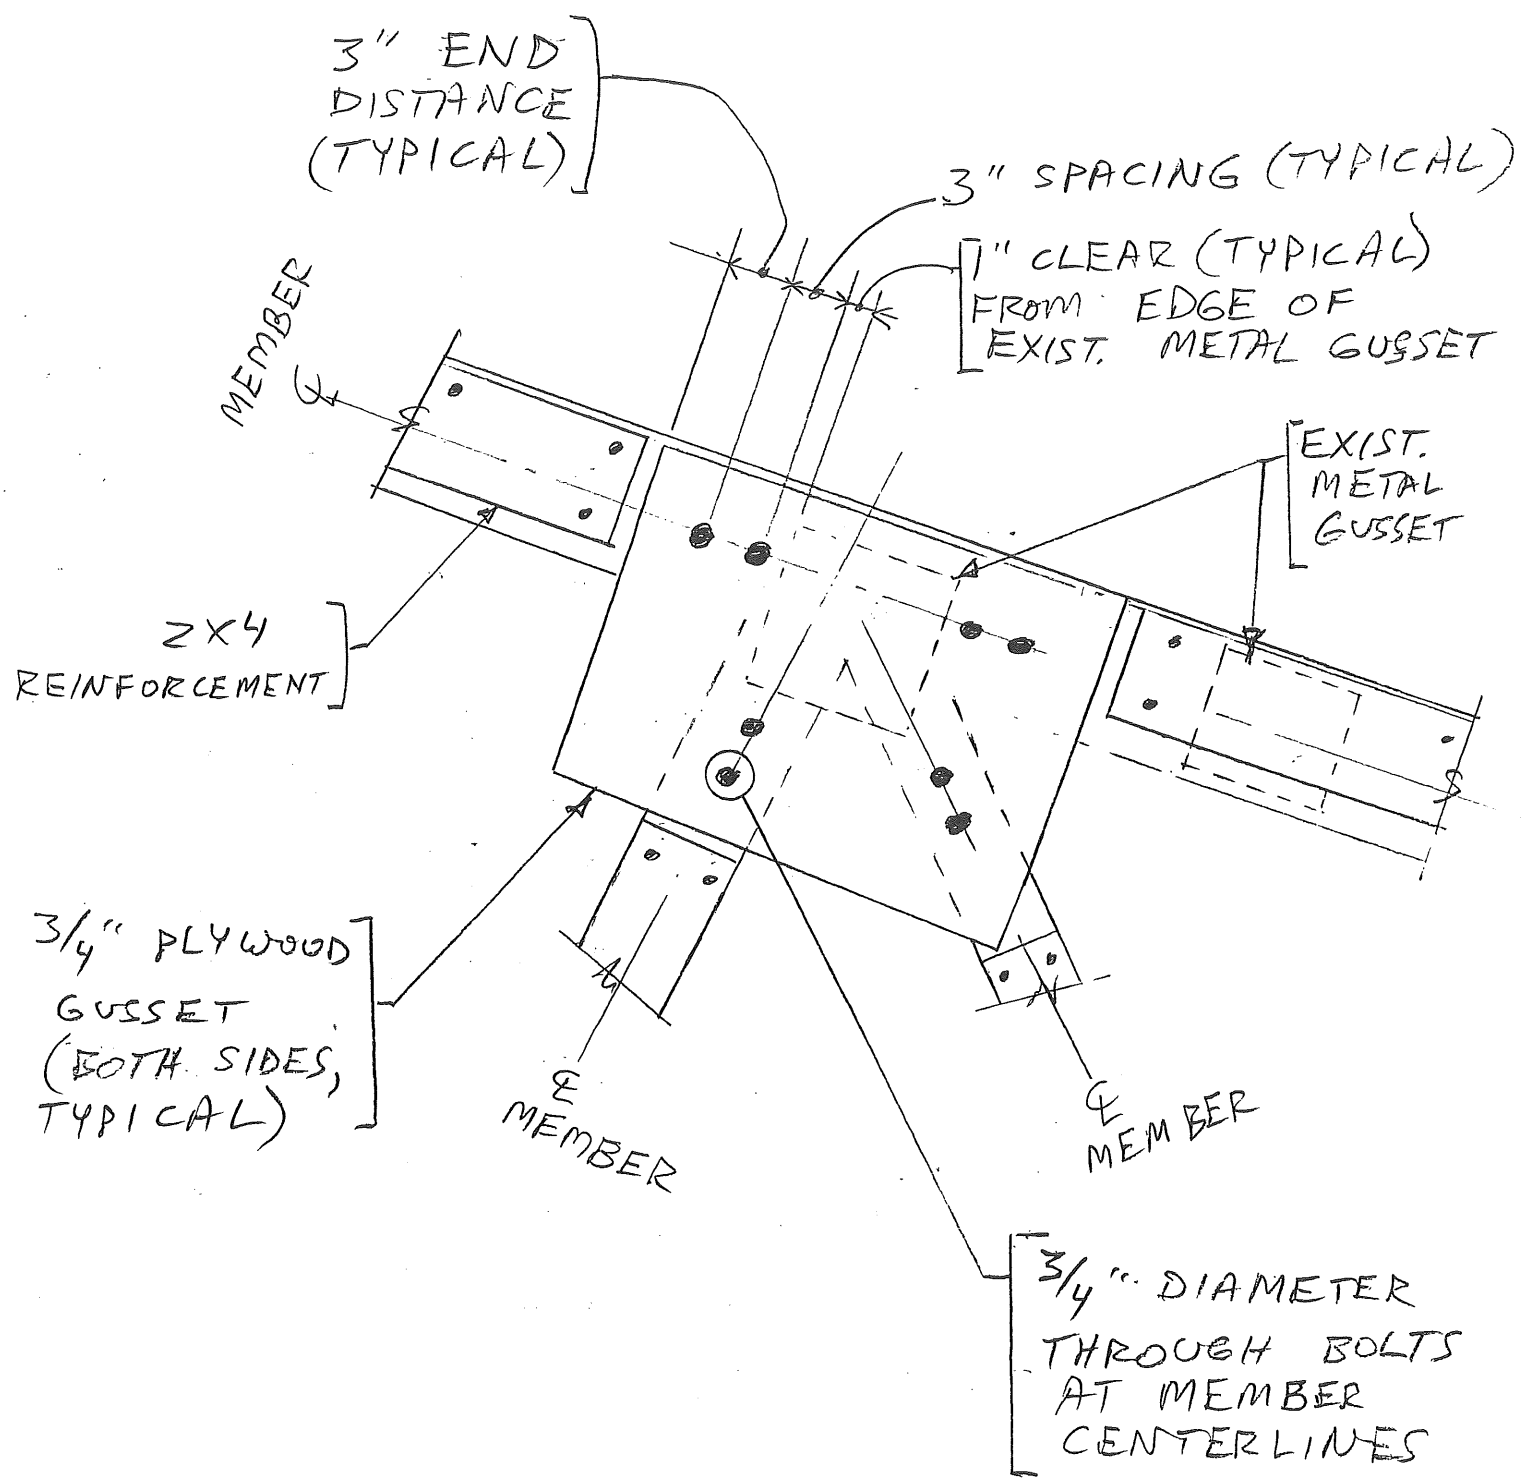 3" END
DISTANCE
(TYPICAL)
3" SPACING (TYPICAL)
1" CLEAR (TYPICAL)
FROM EDGE OF
EXIST. METAL GUSSET
MEMBER
℄
EXIST.
METAL
GUSSET
2X4
REINFORCEMENT
3/4" PLYWOOD
GUSSET
(BOTH SIDES,
TYPICAL)
℄
MEMBER
℄
MEMBER
3/4" DIAMETER
THROUGH BOLTS
AT MEMBER
CENTERLINES